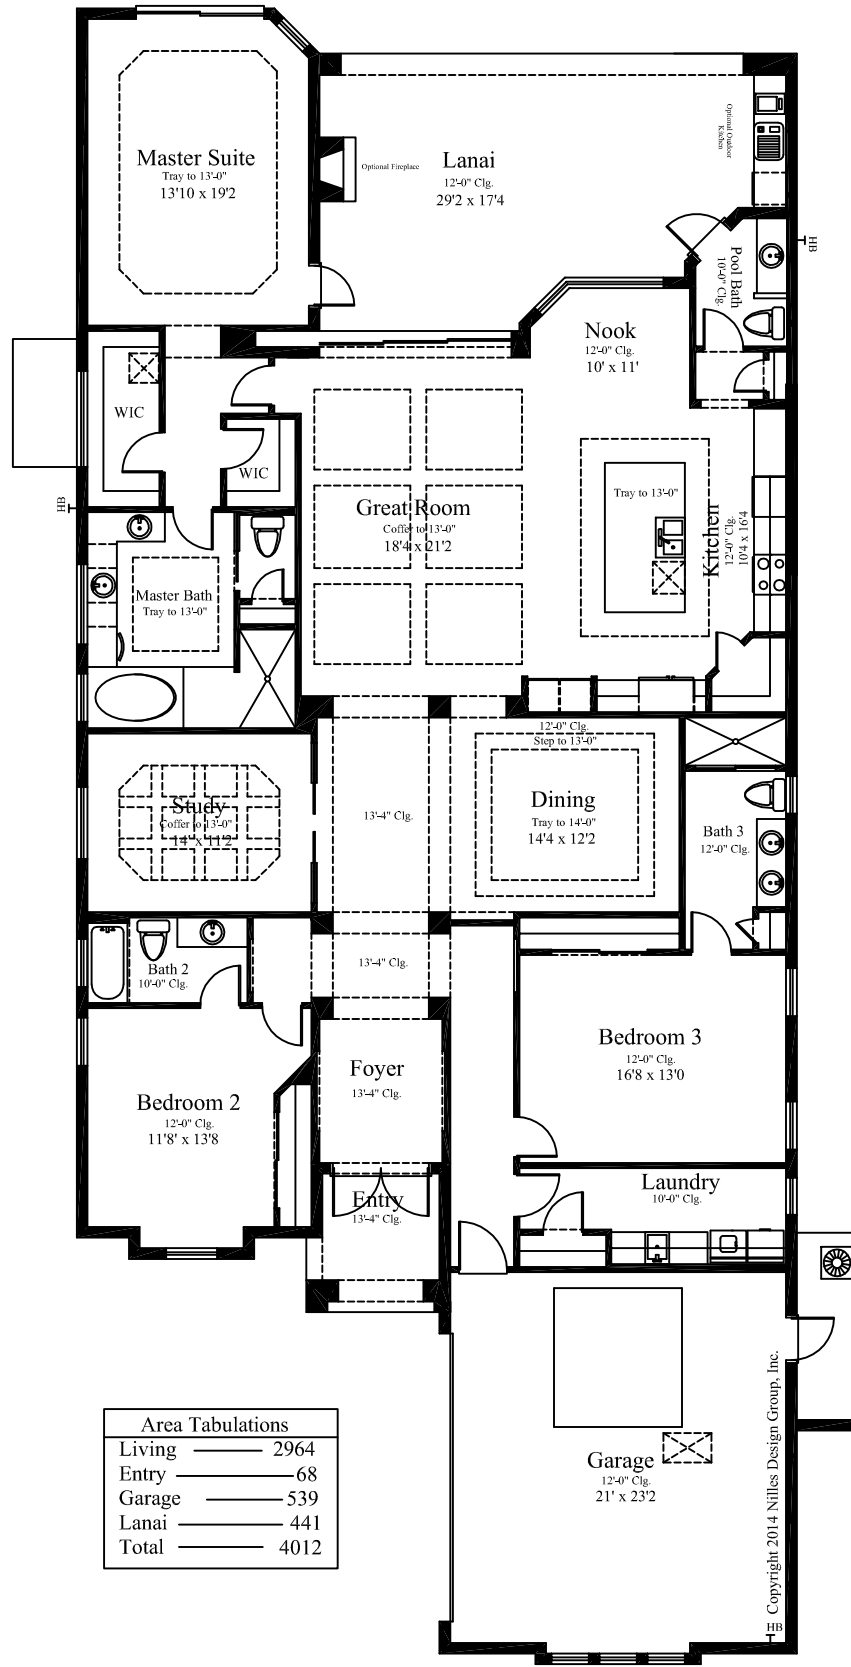 Master Suite
Tray to 13'-0"
13'10 x 19'2
Optional Fireplace
Lanai
12'-0" Clg.
29'2 x 17'4
Optional Outdoor
Kitchen
HB
Pool Bath
10'-0" Clg.
Nook
12'-0" Clg.
10' x 11'
WIC
WIC
HB
Great Room
Coffer to 13'-0"
18'4 x 21'2
Tray to 13'-0"
Kitchen
12'-0" Clg.
10'4 x 16'4
Master Bath
Tray to 13'-0"
12'-0" Clg.
Step to 13'-0"
Study
Coffer to 13'-0"
14' x 11'2
13'-4" Clg.
Dining
Tray to 14'-0"
14'4 x 12'2
Bath 3
12'-0" Clg.
Bath 2
10'-0" Clg.
13'-4" Clg.
Foyer
13'-4" Clg.
Bedroom 3
12'-0" Clg.
16'8 x 13'0
Bedroom 2
12'-0" Clg.
11'8' x 13'8
Entry
13'-4" Clg.
Laundry
10'-0" Clg.
Garage
12'-0" Clg.
21' x 23'2
Copyright 2014 Nilles Design Group, Inc.
HB
Area Tabulations
Living 2964
Entry 68
Garage 539
Lanai 441
Total 4012